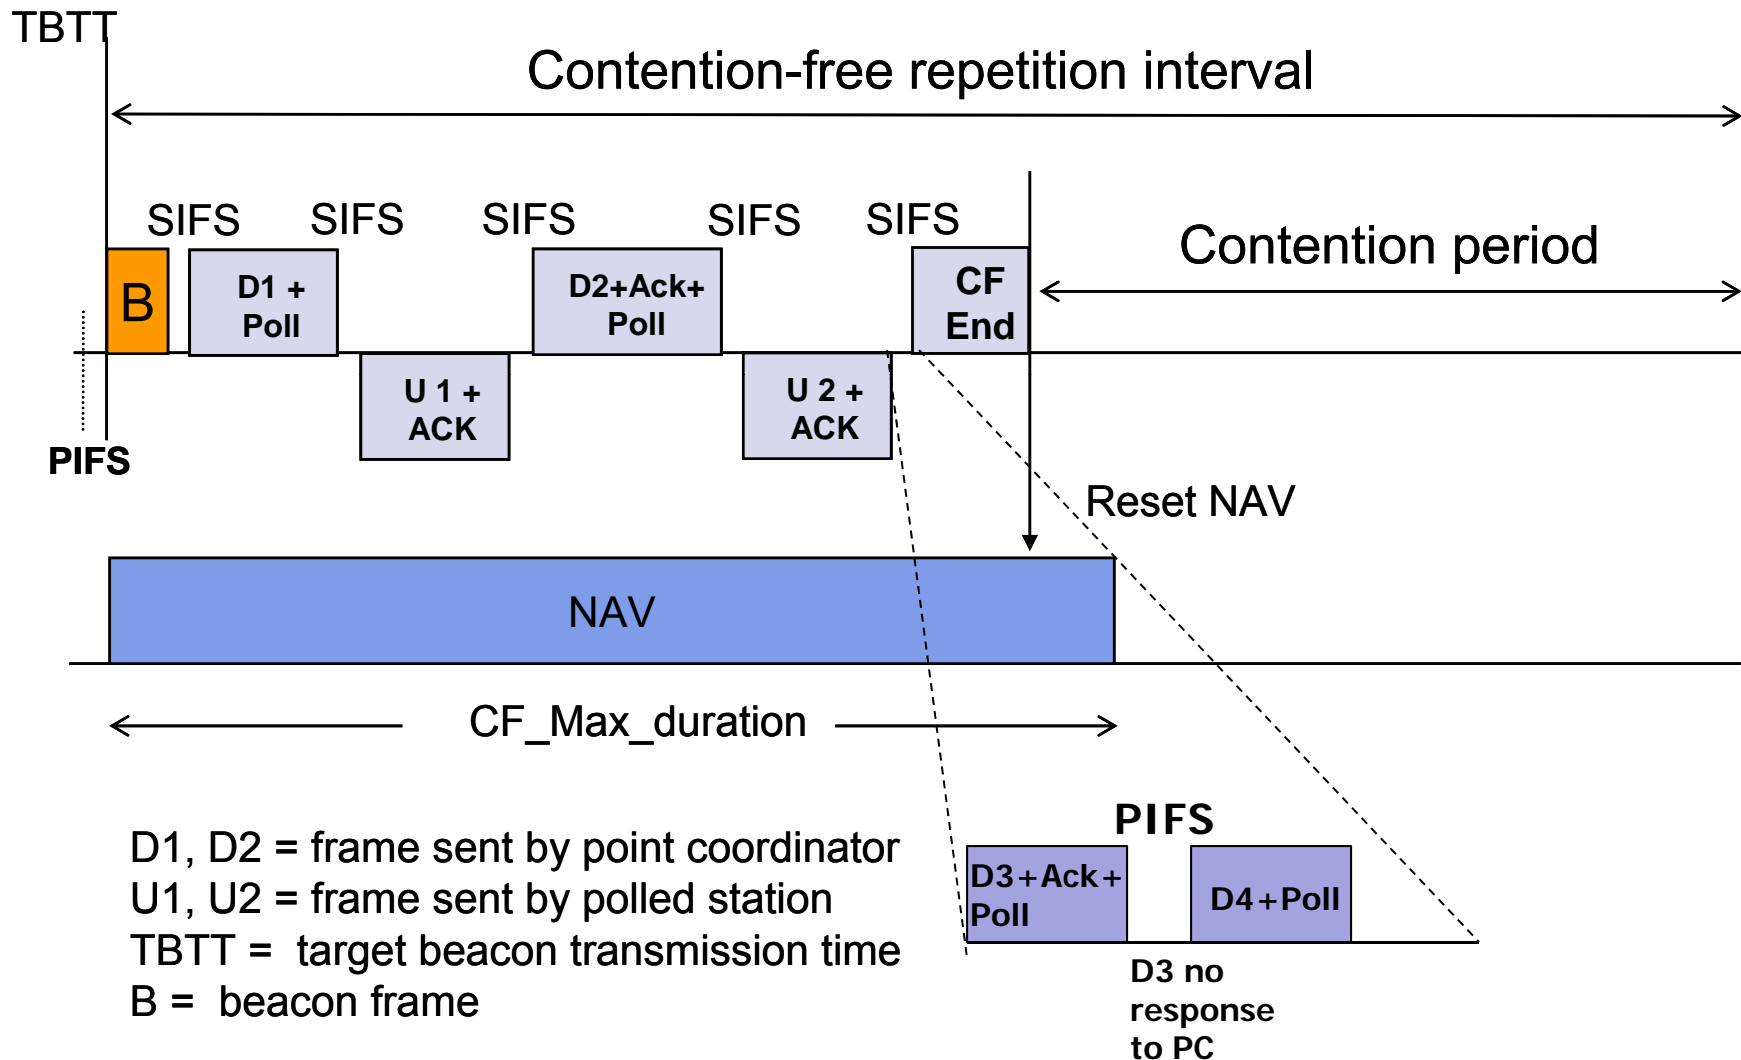 TBTT
Contention-free repetition interval
SIFS SIFS SIFS SIFS SIFS
Contention period
B
D1 +
Poll
D2+Ack+
Poll
CF
End
U 1 +
ACK
U 2 +
ACK
PIFS
Reset NAV
NAV
CF_Max_duration
PIFS
D3+Ack+
Poll
D4+Poll
D3 no
response
to PC
D1, D2 = frame sent by point coordinator
U1, U2 = frame sent by polled station
TBTT = target beacon transmission time
B = beacon frame